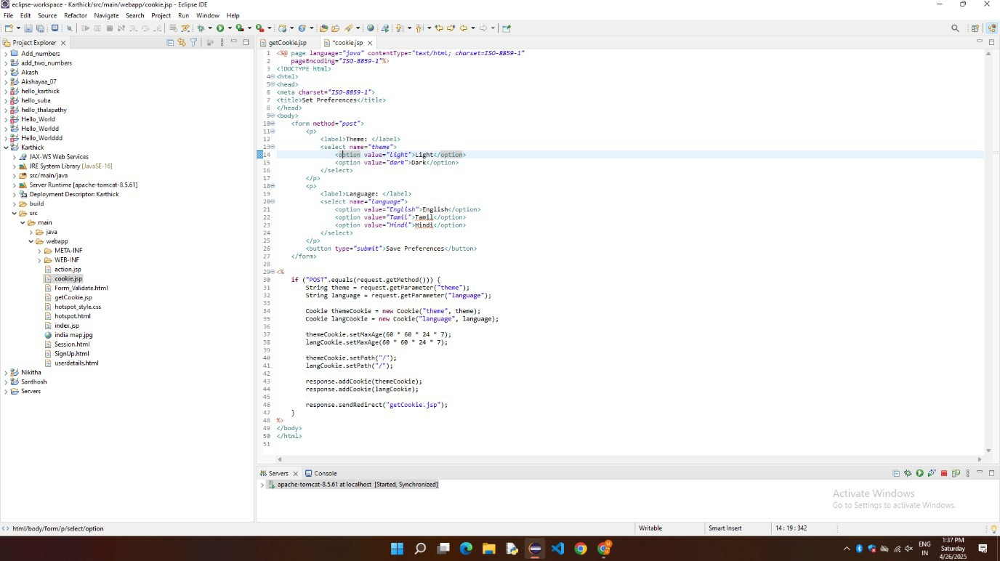 eclipse-workspace - Karthick/src/main/webapp/cookie.jsp - Eclipse IDE
File Edit Source Refactor Navigate Search Project Run Window Help
Project Explorer
Add_numbers
add_two_numbers
Akash
Akshayaa_07
hello_karthick
hello_suba
hello_thalapathy
Hello_World
Hello_Worldd
Hello_Worlddd
Karthick
JAX-WS Web Services
JRE System Library [JavaSE-16]
src/main/java
Server Runtime [apache-tomcat-8.5.61]
Deployment Descriptor: Karthick
build
src
main
java
webapp
META-INF
WEB-INF
action.jsp
cookie.jsp
Form_Validate.html
getCookie.jsp
hotspot_style.css
hotspot.html
index.jsp
india map.jpg
Session.html
SignUp.html
userdetails.html
Nikitha
Santhosh
Servers
getCookie.jsp *cookie.jsp
1 <%@ page language="java" contentType="text/html; charset=ISO-8859-1"
2 pageEncoding="ISO-8859-1"%>
3 <!DOCTYPE html>
4 <html>
5 <head>
6 <meta charset="ISO-8859-1">
7 <title>Set Preferences</title>
8 </head>
9 <body>
10 <form method="post">
11 <p>
12 <label>Theme: </label>
13 <select name="theme">
14 <option value="light">Light</option>
15 <option value="dark">Dark</option>
16 </select>
17 </p>
18 <p>
19 <label>Language: </label>
20 <select name="language">
21 <option value="English">English</option>
22 <option value="Tamil">Tamil</option>
23 <option value="Hindi">Hindi</option>
24 </select>
25 </p>
26 <button type="submit">Save Preferences</button>
27 </form>
28
29 <%
30 if ("POST".equals(request.getMethod())) {
31 String theme = request.getParameter("theme");
32 String language = request.getParameter("language");
33
34 Cookie themeCookie = new Cookie("theme", theme);
35 Cookie langCookie = new Cookie("language", language);
36
37 themeCookie.setMaxAge(60 * 60 * 24 * 7);
38 langCookie.setMaxAge(60 * 60 * 24 * 7);
39
40 themeCookie.setPath("/");
41 langCookie.setPath("/");
42
43 response.addCookie(themeCookie);
44 response.addCookie(langCookie);
45
46 response.sendRedirect("getCookie.jsp");
47 }
48 %>
49 </body>
50 </html>
51
Servers Console
apache-tomcat-8.5.61 at localhost [Started, Synchronized]
Activate Windows
Go to Settings to activate Windows.
html/body/form/p/select/option Writable Smart Insert 14 : 19 : 342
ENG
IN
1:37 PM
Saturday
4/26/2025